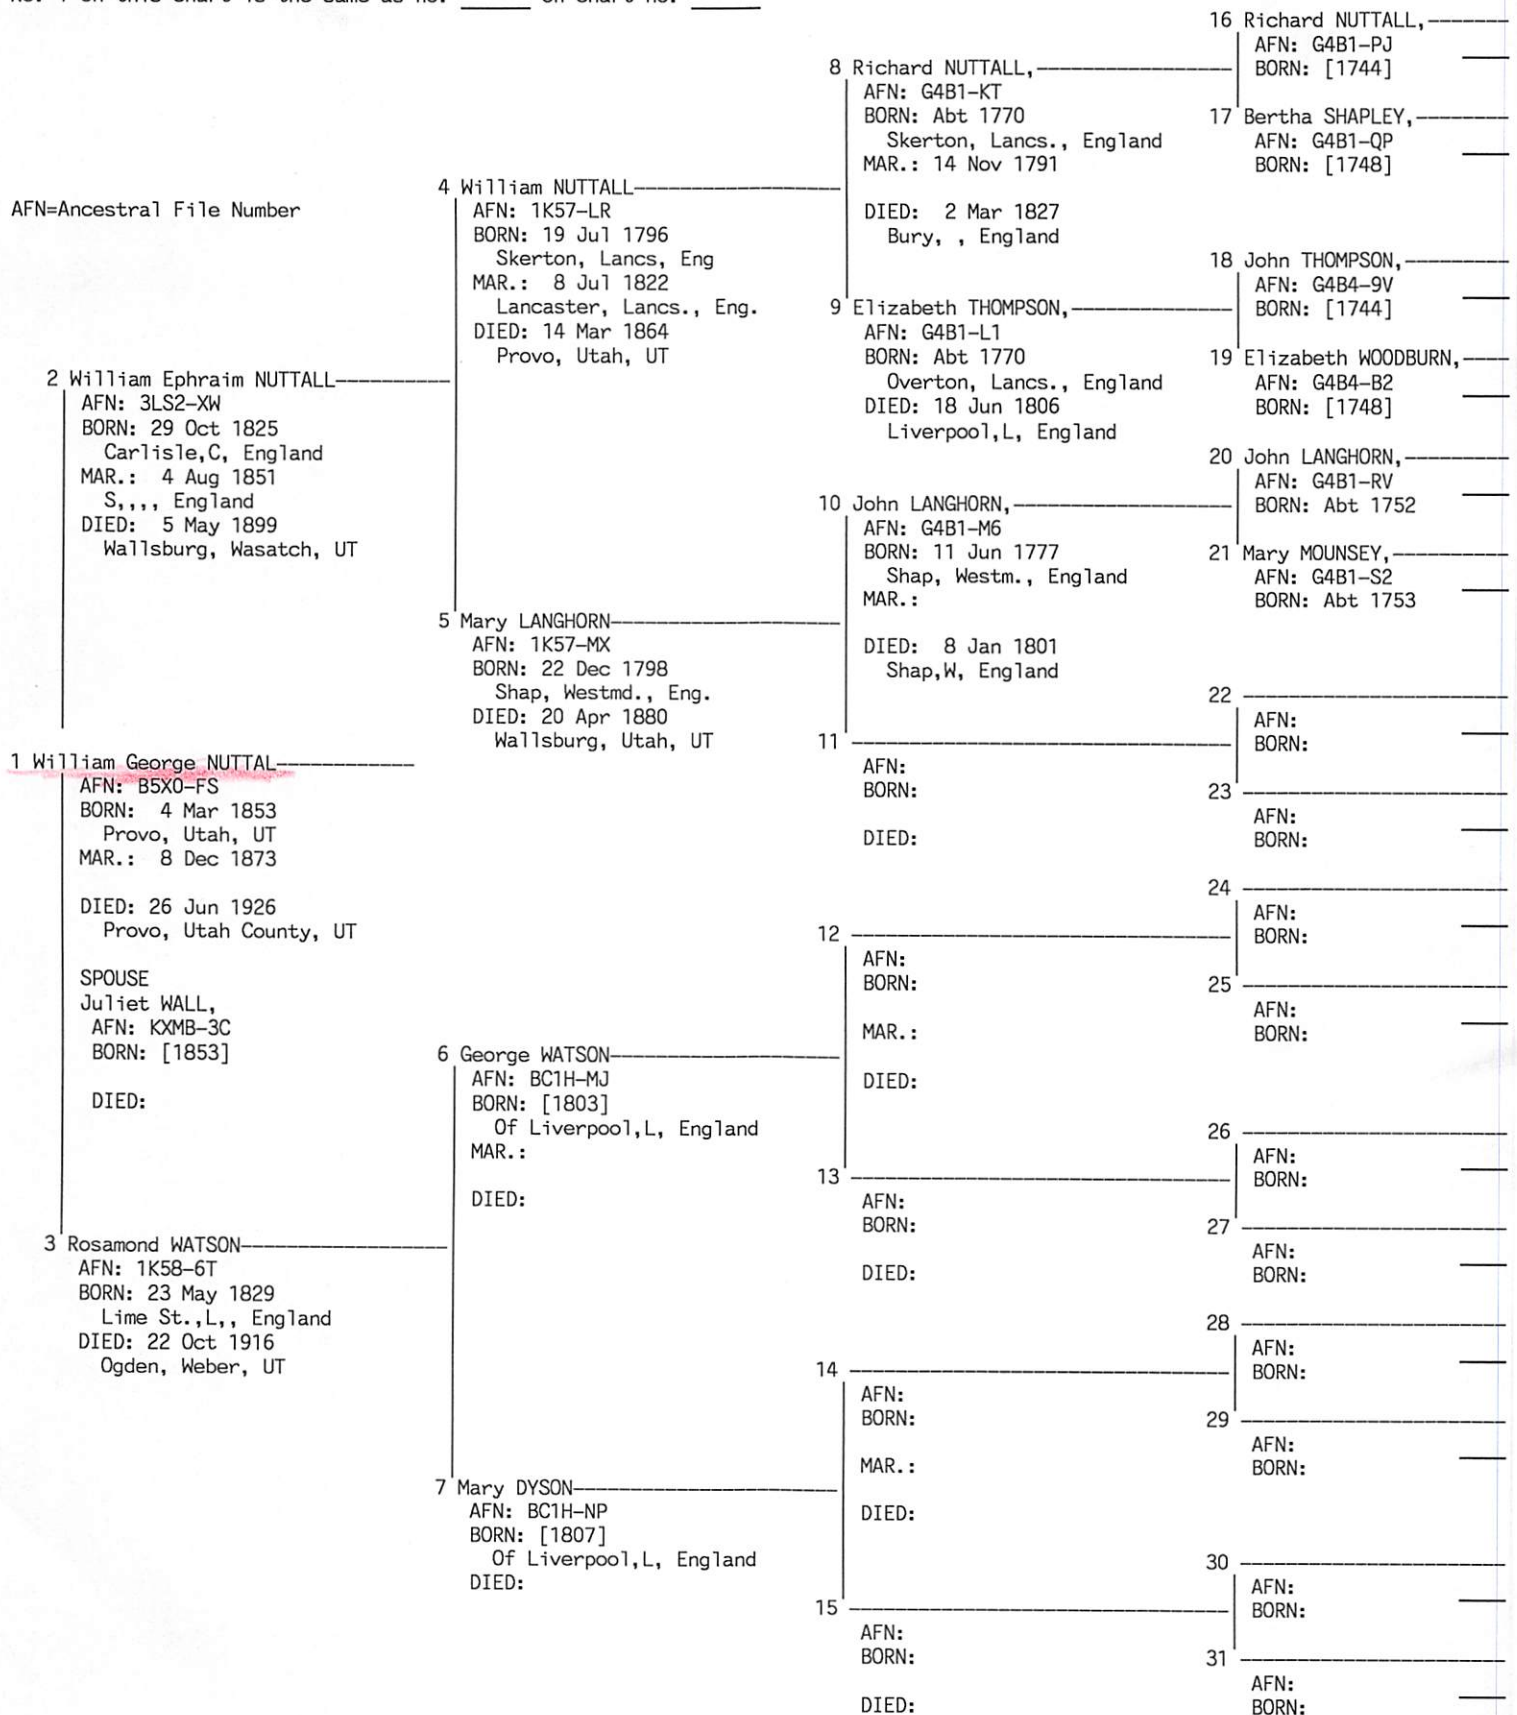 AFN=Ancestral File Number
1 William George NUTTAL
AFN: B5X0-FS
BORN: 4 Mar 1853
Provo, Utah, UT
MAR.: 8 Dec 1873
DIED: 26 Jun 1926
Provo, Utah County, UT
SPOUSE
Juliet WALL,
AFN: KXMB-3C
BORN: [1853]
DIED:
2 William Ephraim NUTTALL
AFN: 3LS2-XW
BORN: 29 Oct 1825
Carlisle,C, England
MAR.: 4 Aug 1851
S,,,, England
DIED: 5 May 1899
Wallsburg, Wasatch, UT
3 Rosamond WATSON
AFN: 1K58-6T
BORN: 23 May 1829
Lime St.,L,, England
DIED: 22 Oct 1916
Ogden, Weber, UT
4 William NUTTALL
AFN: 1K57-LR
BORN: 19 Jul 1796
Skerton, Lancs, Eng
MAR.: 8 Jul 1822
Lancaster, Lancs., Eng.
DIED: 14 Mar 1864
Provo, Utah, UT
5 Mary LANGHORN
AFN: 1K57-MX
BORN: 22 Dec 1798
Shap, Westmd., Eng.
DIED: 20 Apr 1880
Wallsburg, Utah, UT
6 George WATSON
AFN: BC1H-MJ
BORN: [1803]
Of Liverpool,L, England
MAR.:
DIED:
7 Mary DYSON
AFN: BC1H-NP
BORN: [1807]
Of Liverpool,L, England
DIED:
8 Richard NUTTALL,
AFN: G4B1-KT
BORN: Abt 1770
Skerton, Lancs., England
MAR.: 14 Nov 1791
DIED: 2 Mar 1827
Bury, , England
9 Elizabeth THOMPSON,
AFN: G4B1-L1
BORN: Abt 1770
Overton, Lancs., England
DIED: 18 Jun 1806
Liverpool,L, England
10 John LANGHORN,
AFN: G4B1-M6
BORN: 11 Jun 1777
Shap, Westm., England
MAR.:
DIED: 8 Jan 1801
Shap,W, England
11
AFN:
BORN:
DIED:
12
AFN:
BORN:
MAR.:
DIED:
13
AFN:
BORN:
DIED:
14
AFN:
BORN:
MAR.:
DIED:
15
AFN:
BORN:
DIED:
16 Richard NUTTALL,
AFN: G4B1-PJ
BORN: [1744]
17 Bertha SHAPLEY,
AFN: G4B1-QP
BORN: [1748]
18 John THOMPSON,
AFN: G4B4-9V
BORN: [1744]
19 Elizabeth WOODBURN,
AFN: G4B4-B2
BORN: [1748]
20 John LANGHORN,
AFN: G4B1-RV
BORN: Abt 1752
21 Mary MOUNSEY,
AFN: G4B1-S2
BORN: Abt 1753
22
AFN:
BORN:
23
AFN:
BORN:
24
AFN:
BORN:
25
AFN:
BORN:
26
AFN:
BORN:
27
AFN:
BORN:
28
AFN:
BORN:
29
AFN:
BORN:
30
AFN:
BORN:
31
AFN:
BORN: